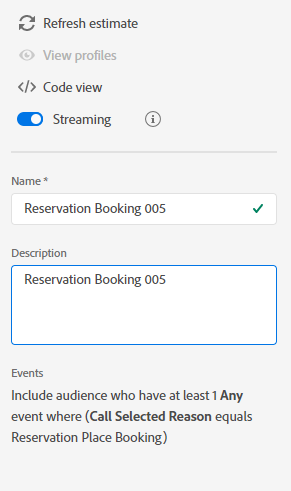 Refresh estimate
View profiles
</> Code view
Streaming
Name *
Reservation Booking 005
Description
Reservation Booking 005
Events
Include audience who have at least 1 Any
event where (Call Selected Reason equals
Reservation Place Booking)